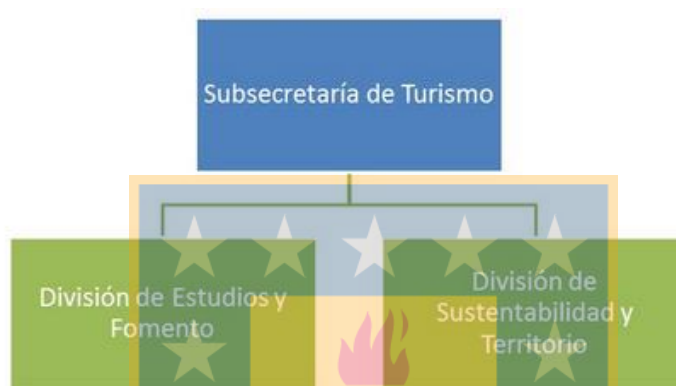 Subsecretaría de Turismo
División de Estudios y
Fomento
División de
Sustentabilidad y
Territorio